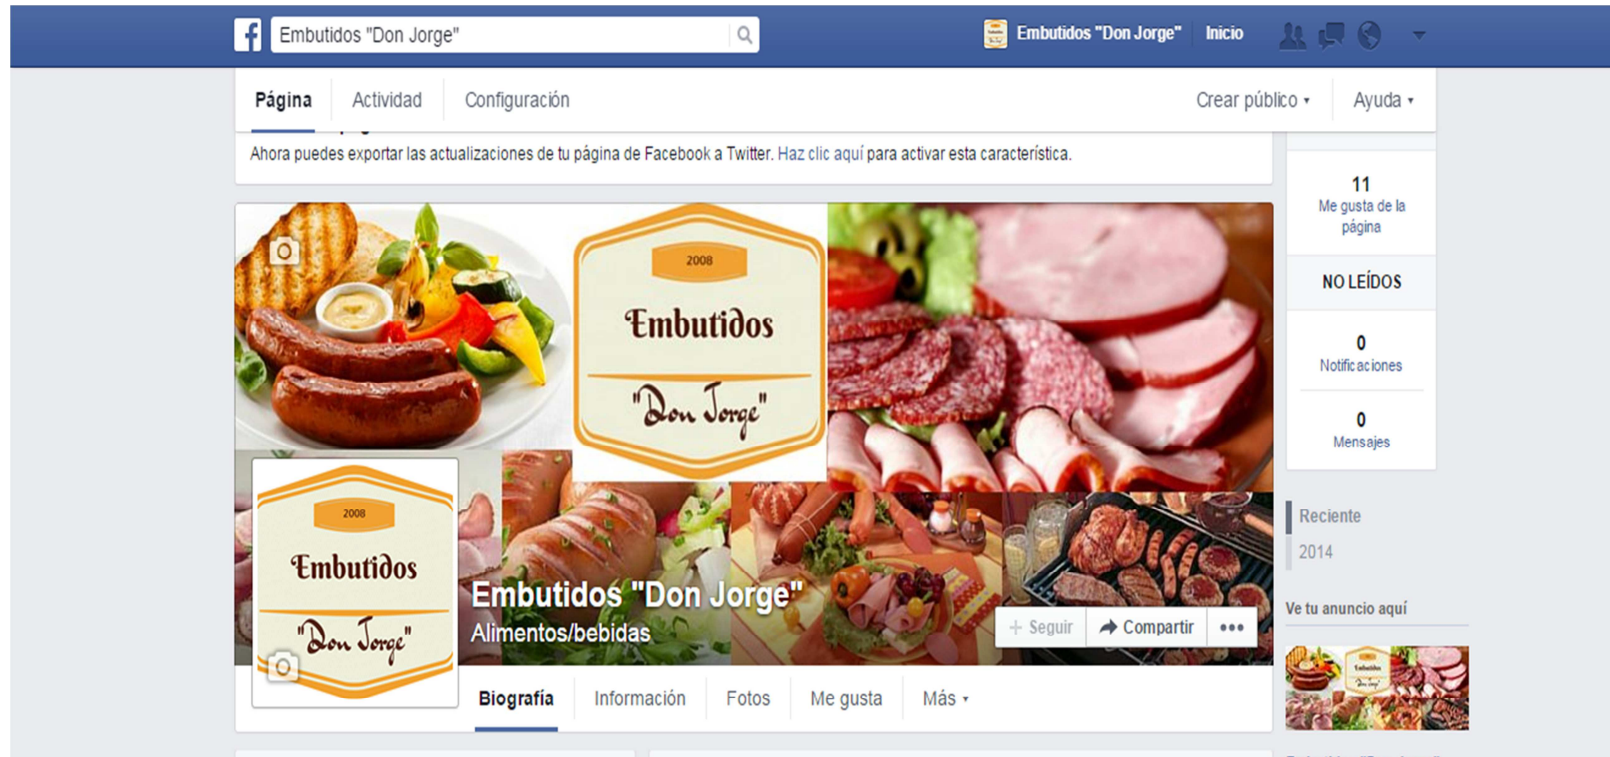 Embutidos "Don Jorge"
Embutidos "Don Jorge" Inicio
Página Actividad Configuración Crear público Ayuda
Ahora puedes exportar las actualizaciones de tu página de Facebook a Twitter. Haz clic aquí para activar esta característica.
11
Me gusta de la
página
NO LEÍDOS
0
Notificaciones
0
Mensajes
2008
Embutidos
"Don Jorge"
2008
Embutidos
"Don Jorge"
Embutidos "Don Jorge"
Alimentos/bebidas
+ Seguir Compartir •••
Biografía Información Fotos Me gusta Más
Reciente
2014
Ve tu anuncio aquí
Embutidos
"Don Jorge"